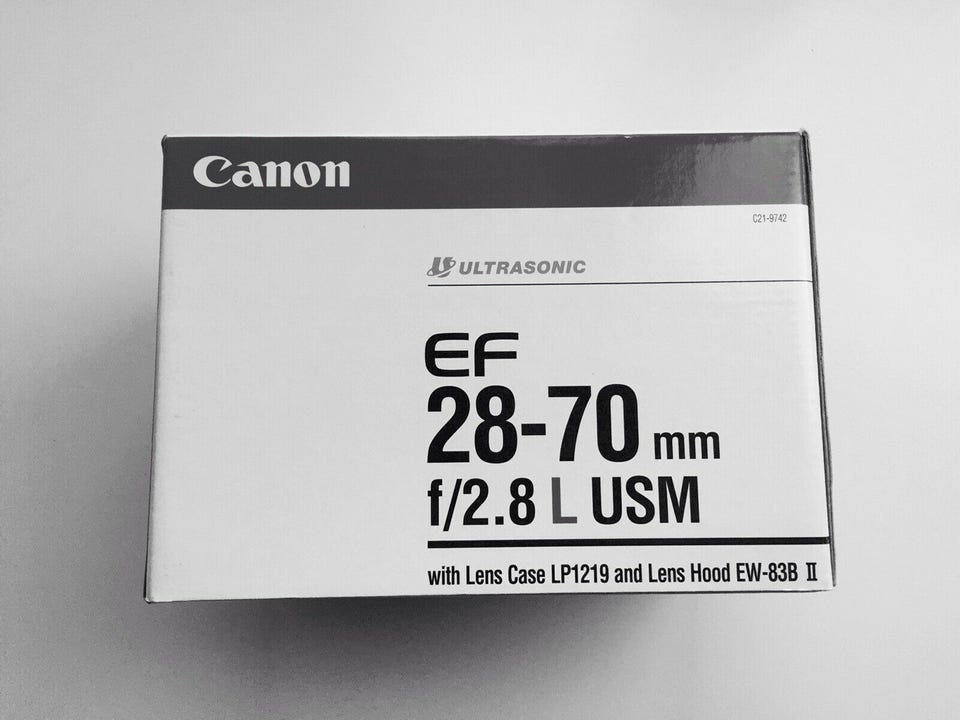 Canon
C21-9742
ULTRASONIC
EF
28-70 mm
f/2.8 L USM
with Lens Case LP1219 and Lens Hood EW-83B II